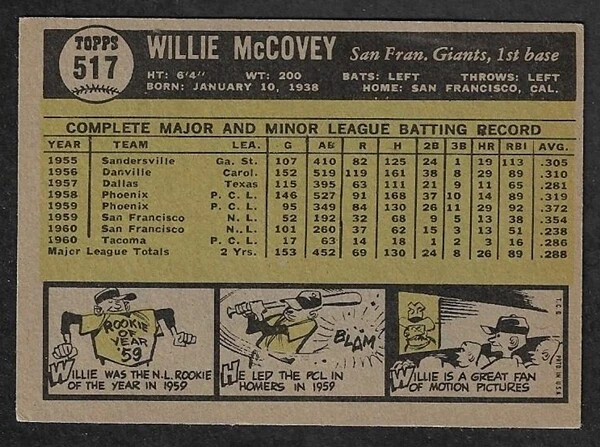 TOPPS
517
WILLIE McCOVEY San Fran. Giants, 1st base
HT: 6'4" WT: 200 BATS: LEFT THROWS: LEFT
BORN: JANUARY 10, 1938 HOME: SAN FRANCISCO, CAL.
COMPLETE MAJOR AND MINOR LEAGUE BATTING RECORD
YEAR TEAM LEA. G AB R H 2B 3B HR RBI AVG.
1955 Sandersville Ga. St. 107 410 82 125 24 1 19 113 .305
1956 Danville Carol. 152 519 119 161 38 8 29 89 .310
1957 Dallas Texas 115 395 63 111 21 9 11 65 .281
1958 Phoenix P.C.L. 146 527 91 168 37 10 14 89 .319
1959 Phoenix P.C.L. 95 349 84 130 26 11 29 92 .372
1959 San Francisco N.L. 52 192 32 68 9 5 13 38 .354
1960 San Francisco N.L. 101 260 37 62 15 3 13 51 .238
1960 Tacoma P.C.L. 17 63 14 18 1 2 3 16 .286
Major League Totals 2 Yrs. 153 452 69 130 24 8 26 89 .288
ROOKIE
OF
YEAR
'59
WILLIE WAS THE N.L. ROOKIE
OF THE YEAR IN 1959
BLAM
HE LED THE PCL IN
HOMERS IN 1959
WILLIE IS A GREAT FAN
OF MOTION PICTURES
T.C.G.
PRTD. IN U.S.A.